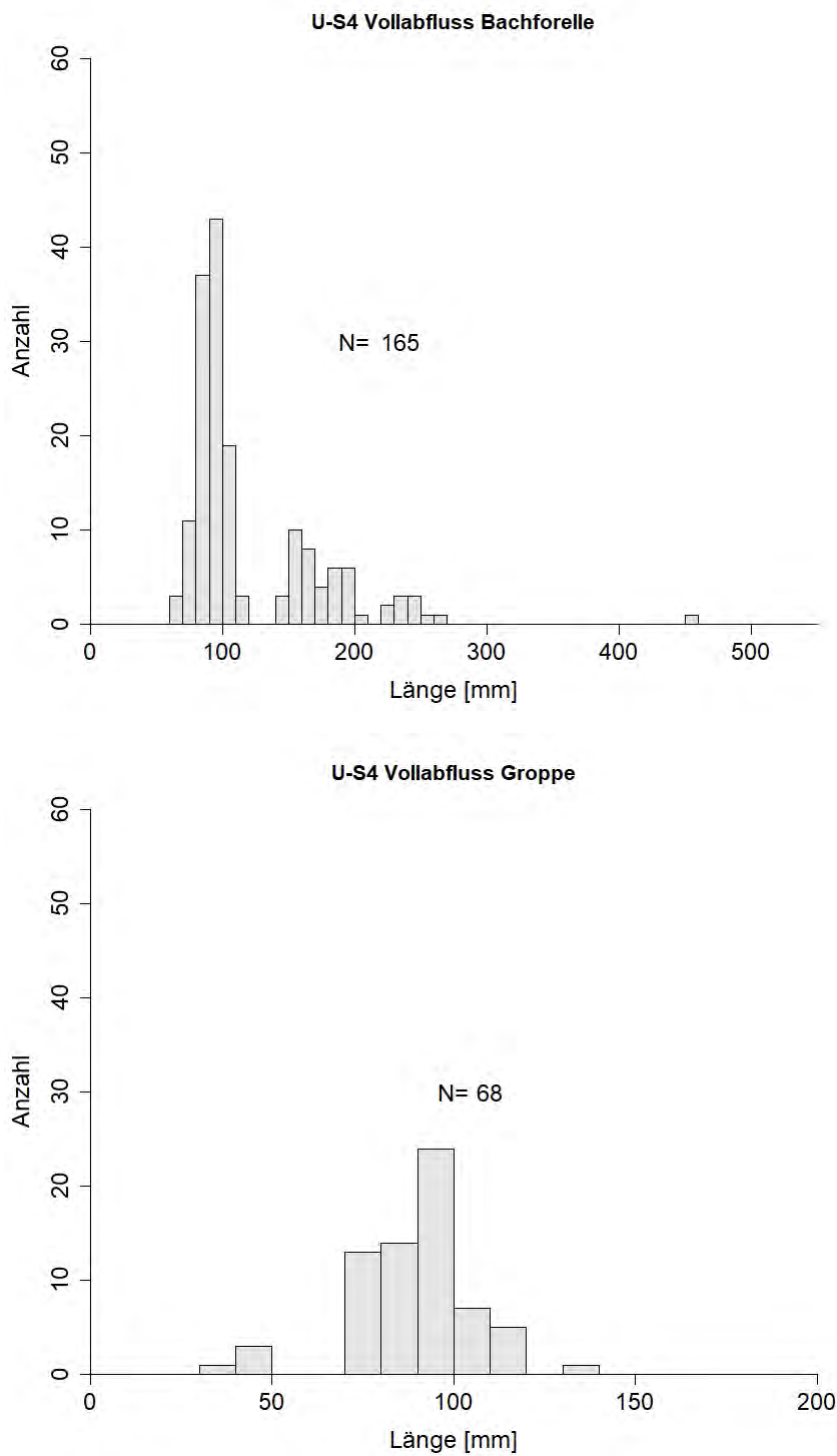 U-S4 Vollabfluss Bachforelle
60
50
40
30
20
10
0
Anzahl
N= 165
0 100 200 300 400 500
Länge [mm]
U-S4 Vollabfluss Groppe
60
50
40
30
20
10
0
Anzahl
N= 68
0 50 100 150 200
Länge [mm]